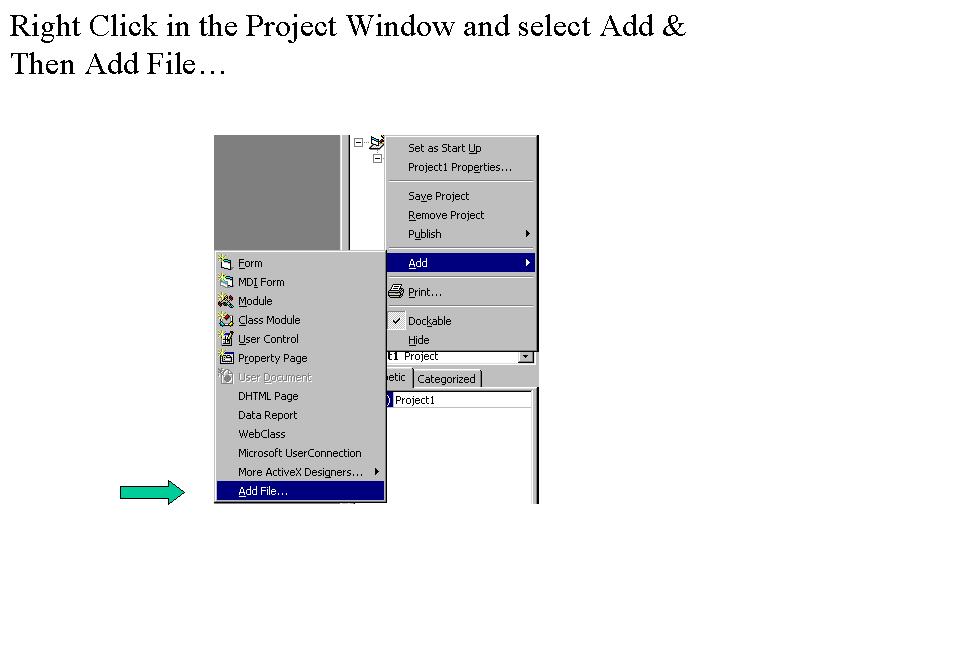 Right Click in the Project Window and select Add &
Then Add File…
Set as Start Up
Project1 Properties...
Save Project
Remove Project
Publish
Add
Print...
Dockable
Hide
Form
MDI Form
Module
Class Module
User Control
Property Page
User Document
DHTML Page
Data Report
WebClass
Microsoft UserConnection
More ActiveX Designers...
Add File...
t1 Project
etic Categorized
) Project1